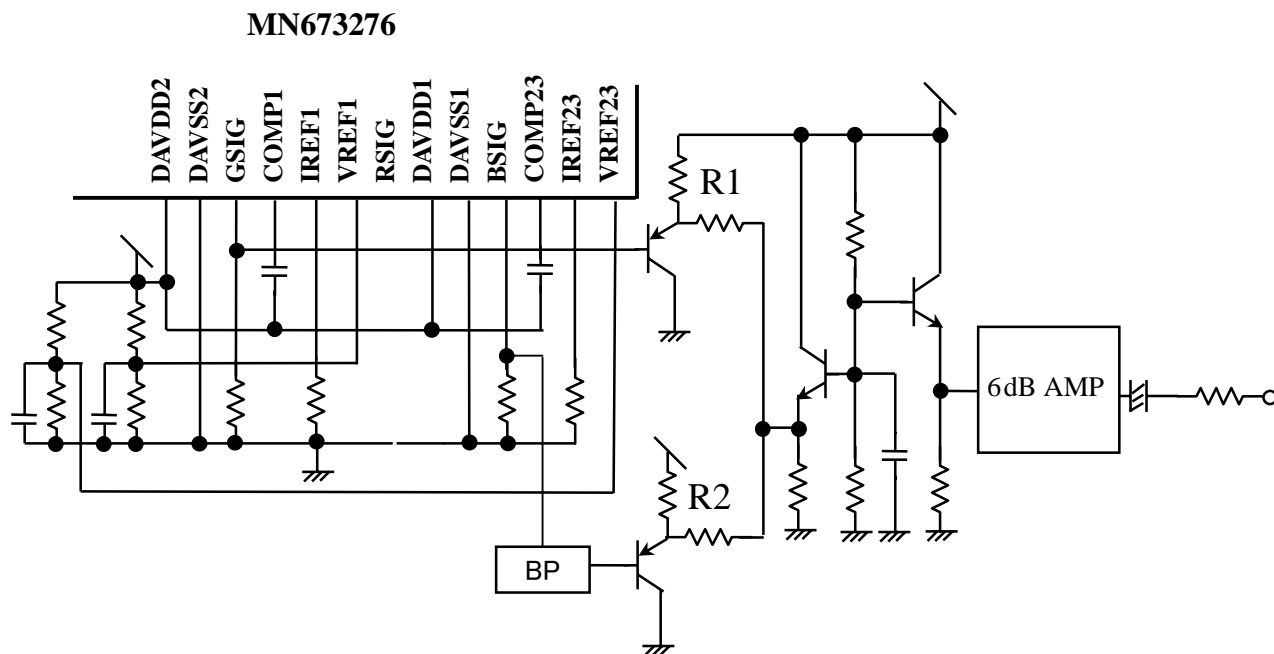 MN673276
DAVDD2
DAVSS2
GSIG
COMP1
IREF1
VREF1
RSIG
DAVDD1
DAVSS1
BSIG
COMP23
IREF23
VREF23
R1
6dB AMP
R2
BP